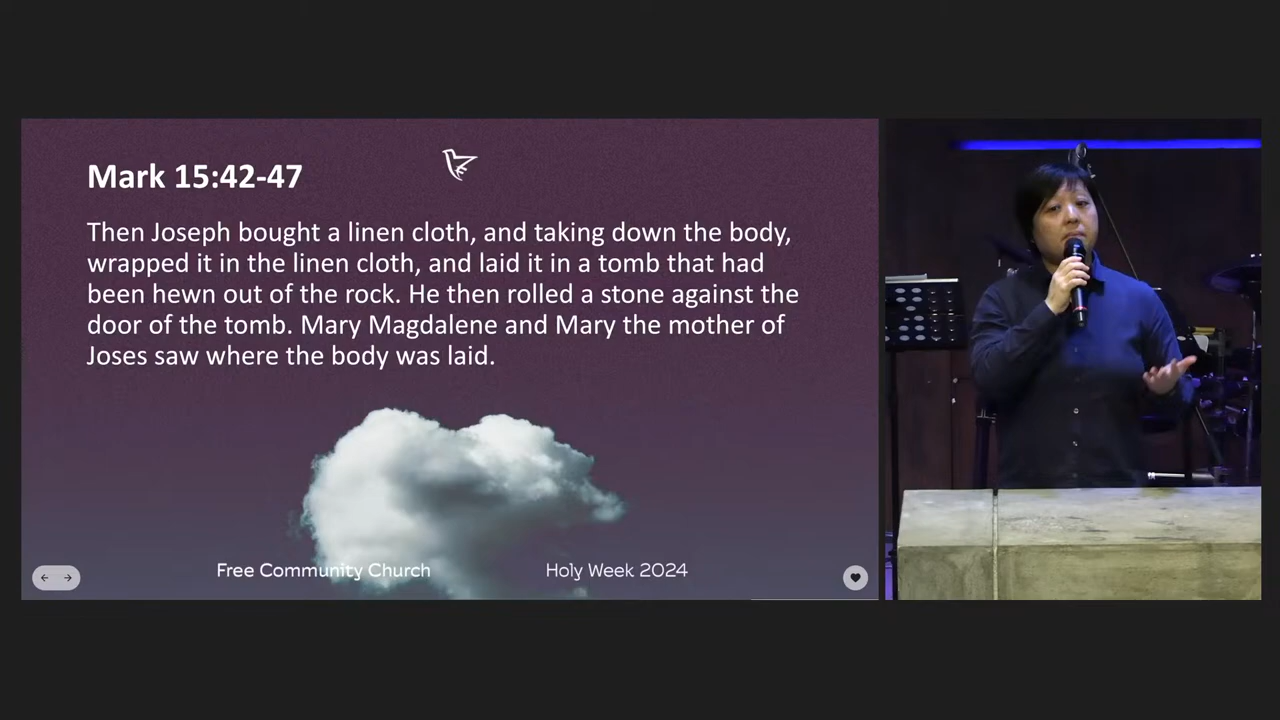 Mark 15:42-47
Then Joseph bought a linen cloth, and taking down the body,
wrapped it in the linen cloth, and laid it in a tomb that had
been hewn out of the rock. He then rolled a stone against the
door of the tomb. Mary Magdalene and Mary the mother of
Joses saw where the body was laid.
Free Community Church
Holy Week 2024